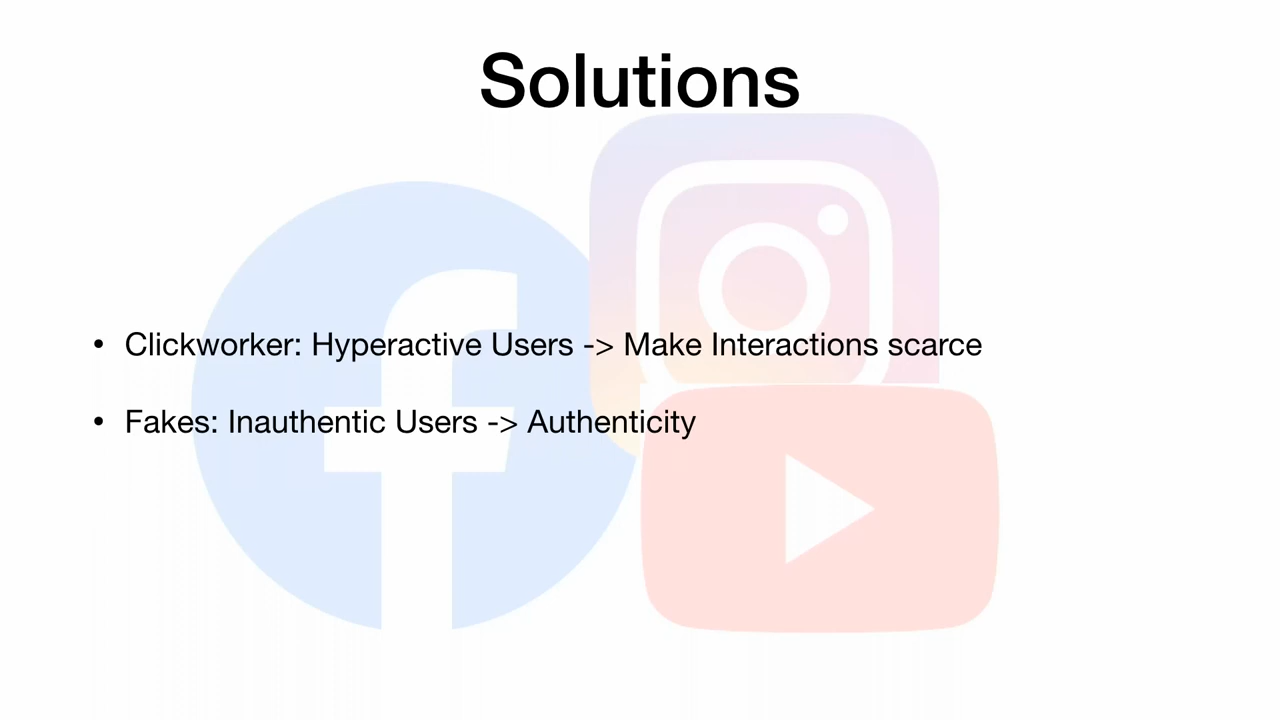 Solutions
• Clickworker: Hyperactive Users -> Make Interactions scarce
• Fakes: Inauthentic Users -> Authenticity